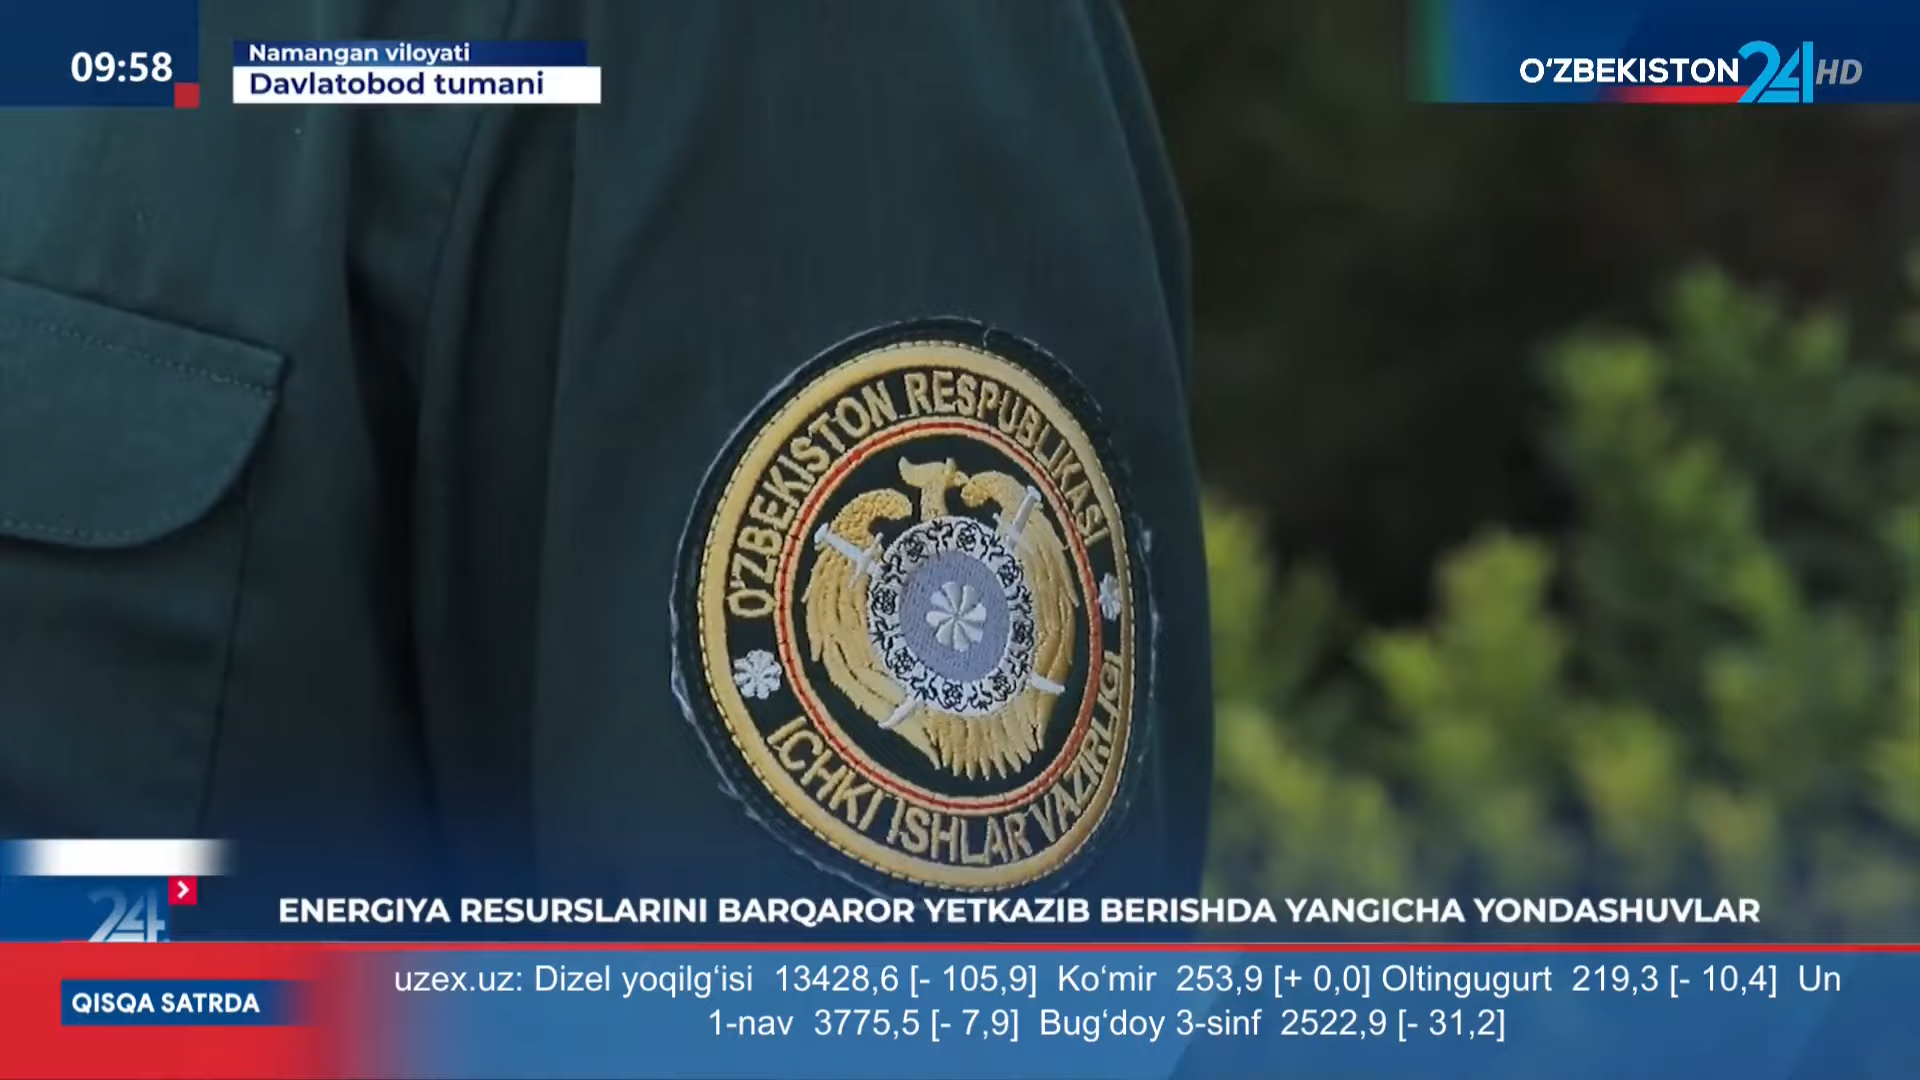 09:58
Namangan viloyati
Davlatobod tumani
O‘ZBEKISTON 24 HD
O‘ZBEKISTON RESPUBLIKASI
ICHKI ISHLAR VAZIRLIGI
24
ENERGIYA RESURSLARINI BARQAROR YETKAZIB BERISHDA YANGICHA YONDASHUVLAR
QISQA SATRDA
uzex.uz: Dizel yoqilg‘isi 13428,6 [- 105,9] Ko‘mir 253,9 [+ 0,0] Oltingugurt 219,3 [- 10,4] Un
1-nav 3775,5 [- 7,9] Bug‘doy 3-sinf 2522,9 [- 31,2]